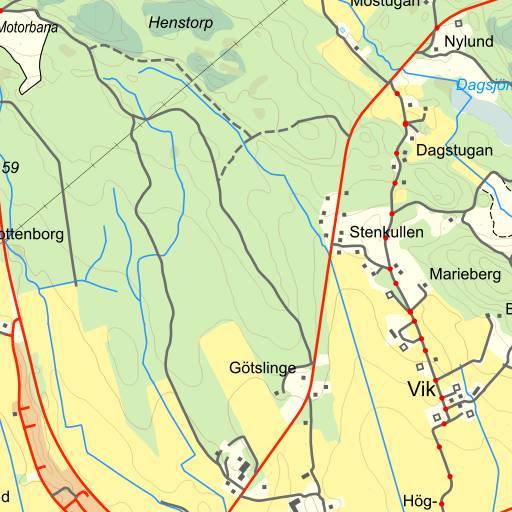 Mostugan
Henstorp
Motorbana
Nylund
Dagsjön
Dagstugan
59
Stenkullen
ottenborg
Marieberg
Götslinge
Vik
Hög-
d